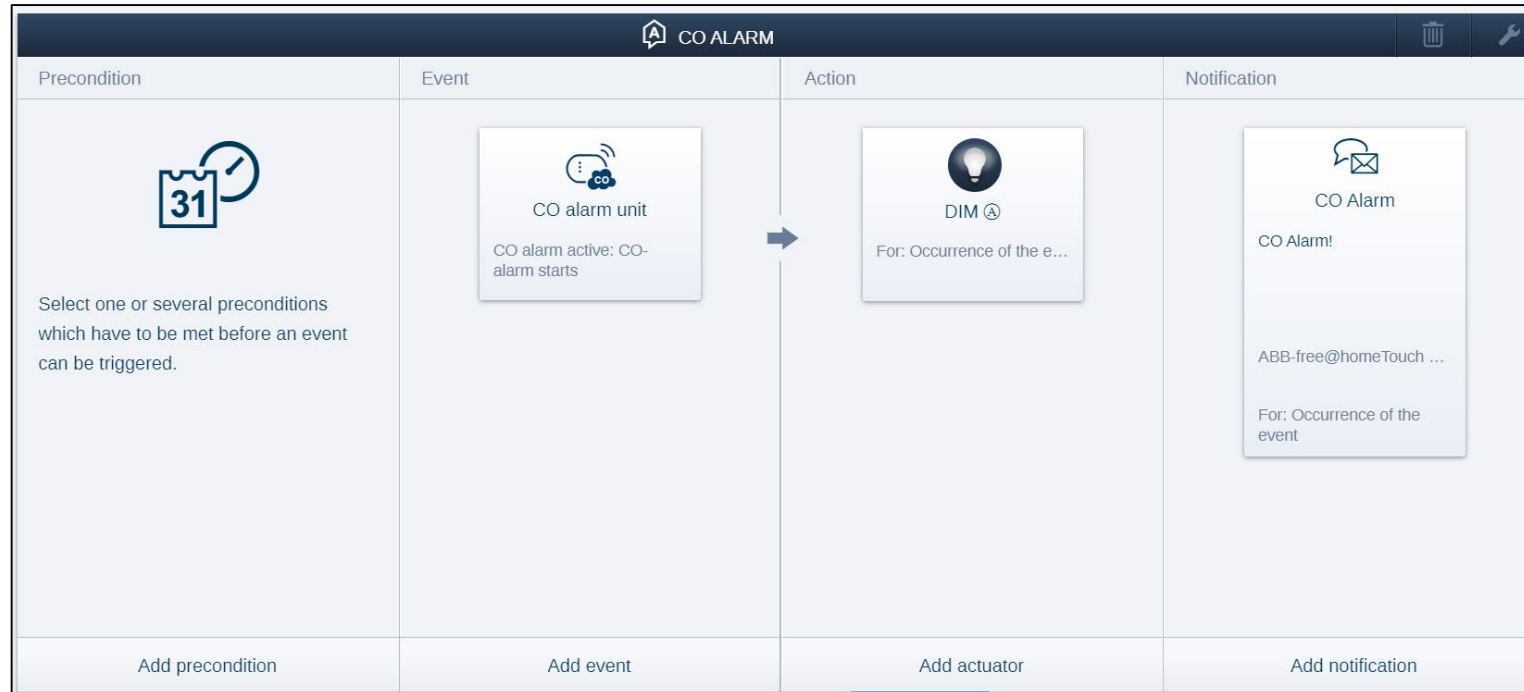 CO ALARM
Precondition
Event
Action
Notification
31
Select one or several preconditions
which have to be met before an event
can be triggered.
CO
CO alarm unit
CO alarm active: CO-
alarm starts
DIM Ⓐ
For: Occurrence of the e…
CO Alarm
CO Alarm!
ABB-free@homeTouch …
For: Occurrence of the
event
Add precondition
Add event
Add actuator
Add notification